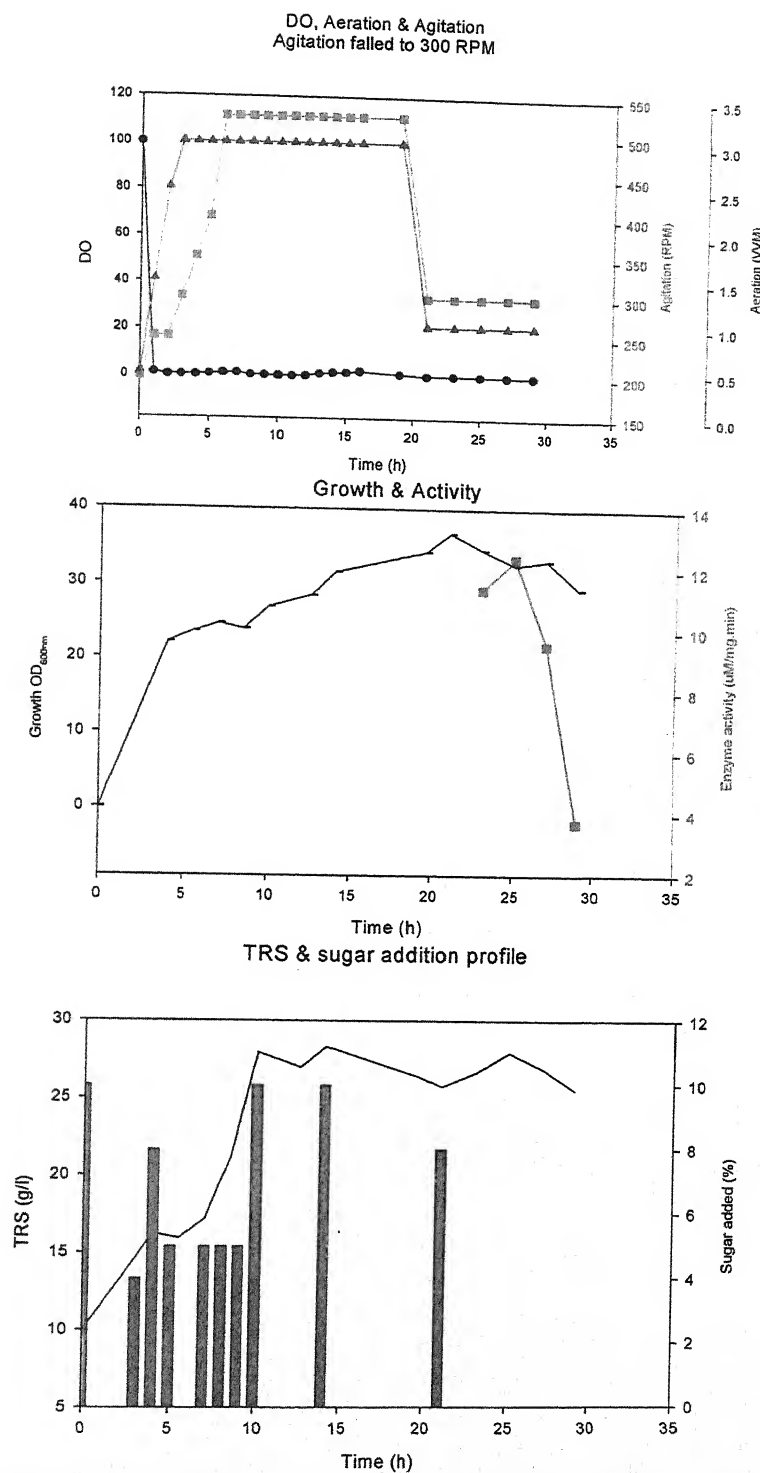 DO, Aeration & Agitation
Agitation falled to 300 RPM
120
100
80
60
40
20
0
DO
550
500
450
400
350
300
250
200
150
Agitation (RPM)
3.5
3.0
2.5
2.0
1.5
1.0
0.5
0.0
Aeration (VVM)
0 5 10 15 20 25 30 35
Time (h)
Growth & Activity
40
30
20
10
0
Growth OD600nm
14
12
10
8
6
4
2
Enzyme activity (uM/mg.min)
0 5 10 15 20 25 30 35
Time (h)
TRS & sugar addition profile
30
25
20
15
10
5
TRS (g/l)
12
10
8
6
4
2
0
Sugar added (%)
0 5 10 15 20 25 30 35
Time (h)